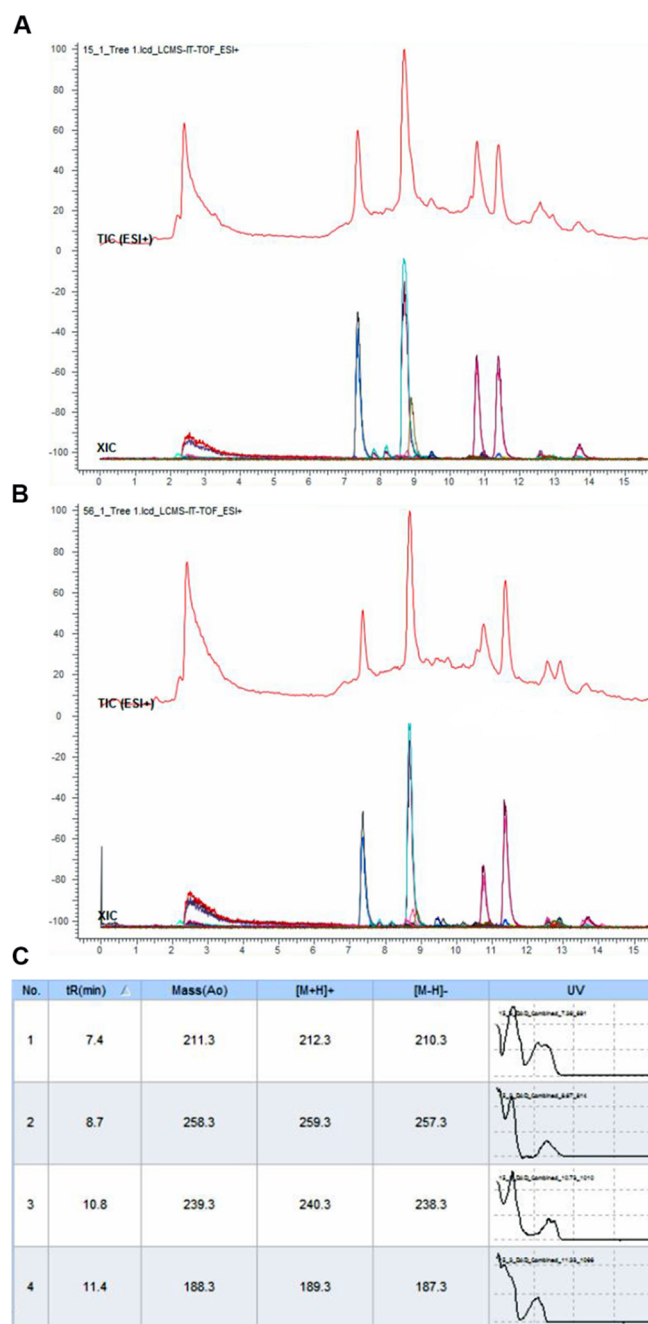 A
15_1_Tree 1.lcd_LCMS-IT-TOF_ESI+
100
80
60
40
20
TIC (ESI+)
0
-20
-40
-60
-80
XIC
-100
0 1 2 3 4 5 6 7 8 9 10 11 12 13 14 15
B
56_1_Tree 1.lcd_LCMS-IT-TOF_ESI+
100
80
60
40
20
TIC (ESI+)
0
-20
-40
-60
-80
XIC
-100
0 1 2 3 4 5 6 7 8 9 10 11 12 13 14 15
C
No. tR(min) Mass(Ao) [M+H]+ [M-H]- UV
1 7.4 211.3 212.3 210.3
2 8.7 258.3 259.3 257.3
3 10.8 239.3 240.3 238.3
4 11.4 188.3 189.3 187.3